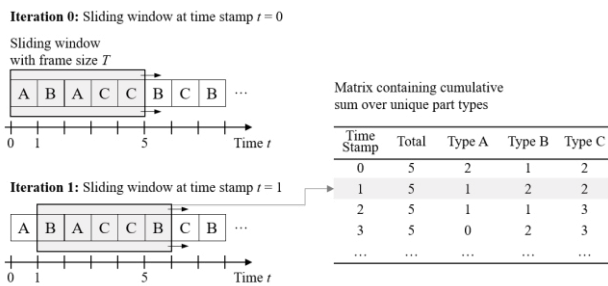 Iteration 0: Sliding window at time stamp t = 0
Sliding window
with frame size T
A B A C C B C B ...
0 1 5 Time t
Iteration 1: Sliding window at time stamp t = 1
A B A C C B C B ...
0 1 5 Time t
Matrix containing cumulative
sum over unique part types
Time Stamp Total Type A Type B Type C
0 5 2 1 2
1 5 1 2 2
2 5 1 1 3
3 5 0 2 3
... ... ... ... ...